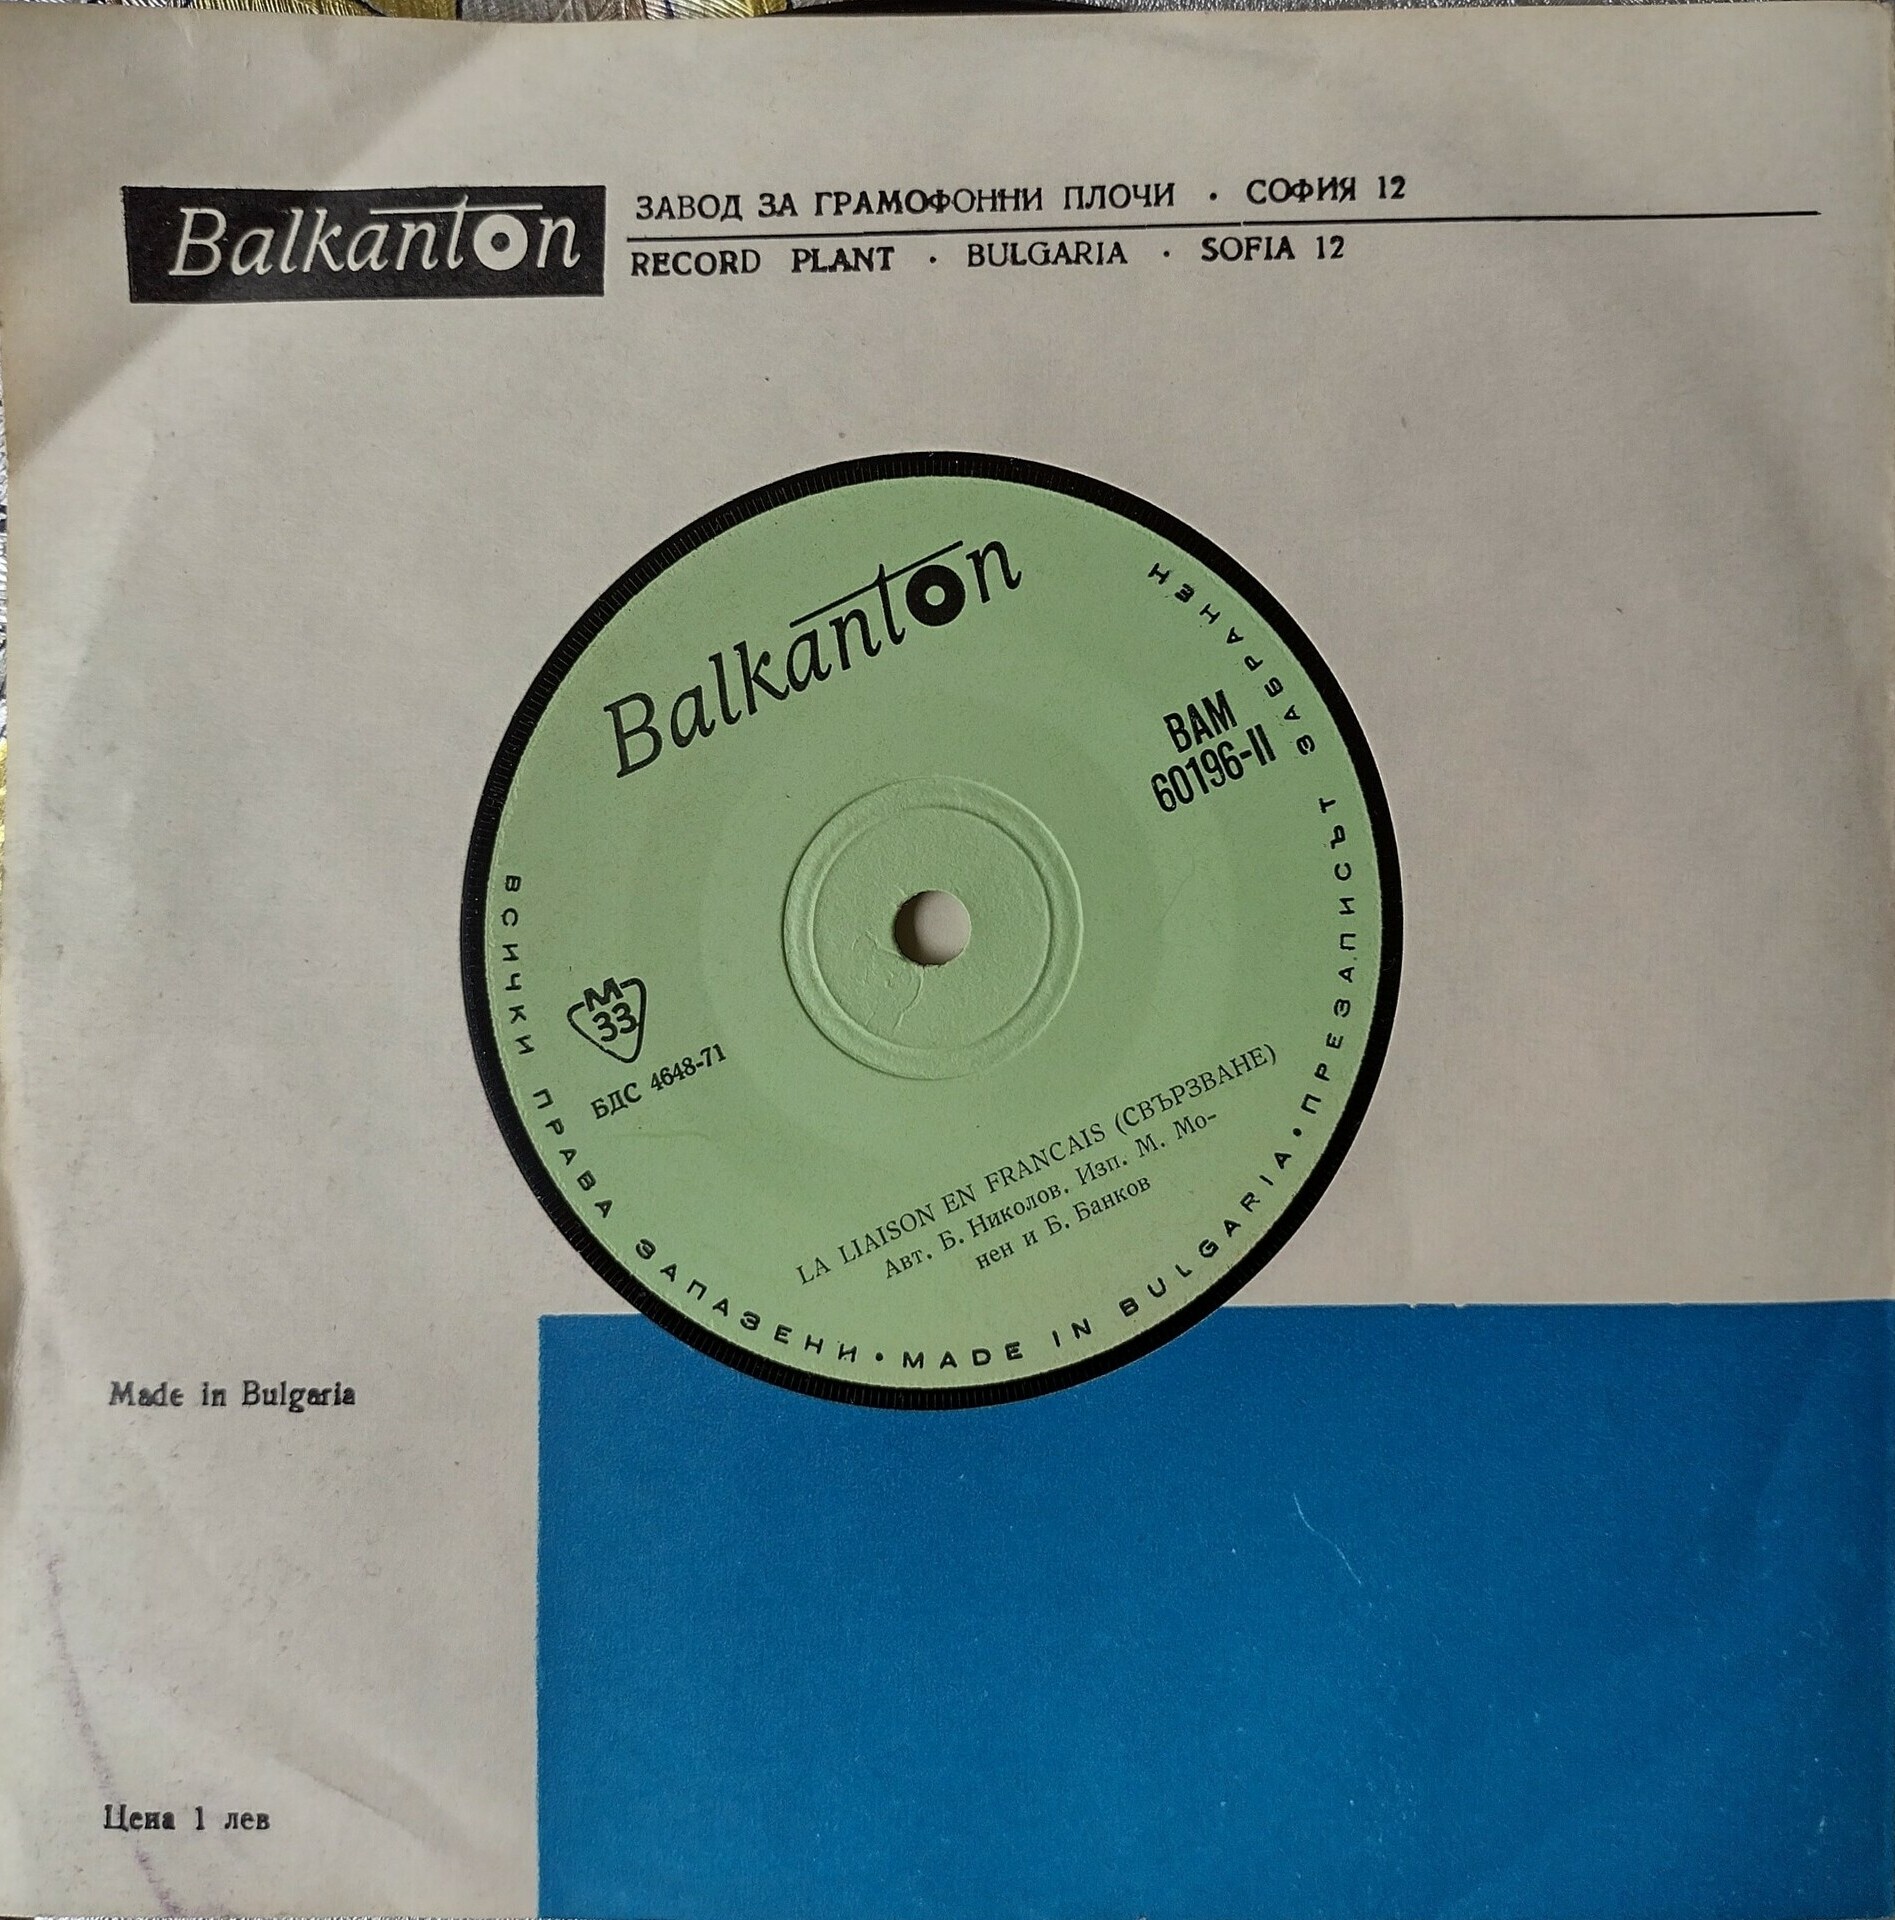 Balkanton
ЗАВОД ЗА ГРАМОФОННИ ПЛОЧИ · СОФИЯ 12
RECORD PLANT · BULGARIA · SOFIA 12
Balkanton
ВАМ
60196-II
М
33
БДС 4648-71
LA LIAISON EN FRANCAIS (СВЪРЗВАНЕ)
Авт. Б. Николов. Изп. М. Мо-
нен и Б. Банков
ВСИЧКИ ПРАВА ЗАПАЗЕНИ • MADE IN BULGARIA • ПРЕЗАПИСЪТ ЗАБРАНЕН
Made in Bulgaria
Цена 1 лев